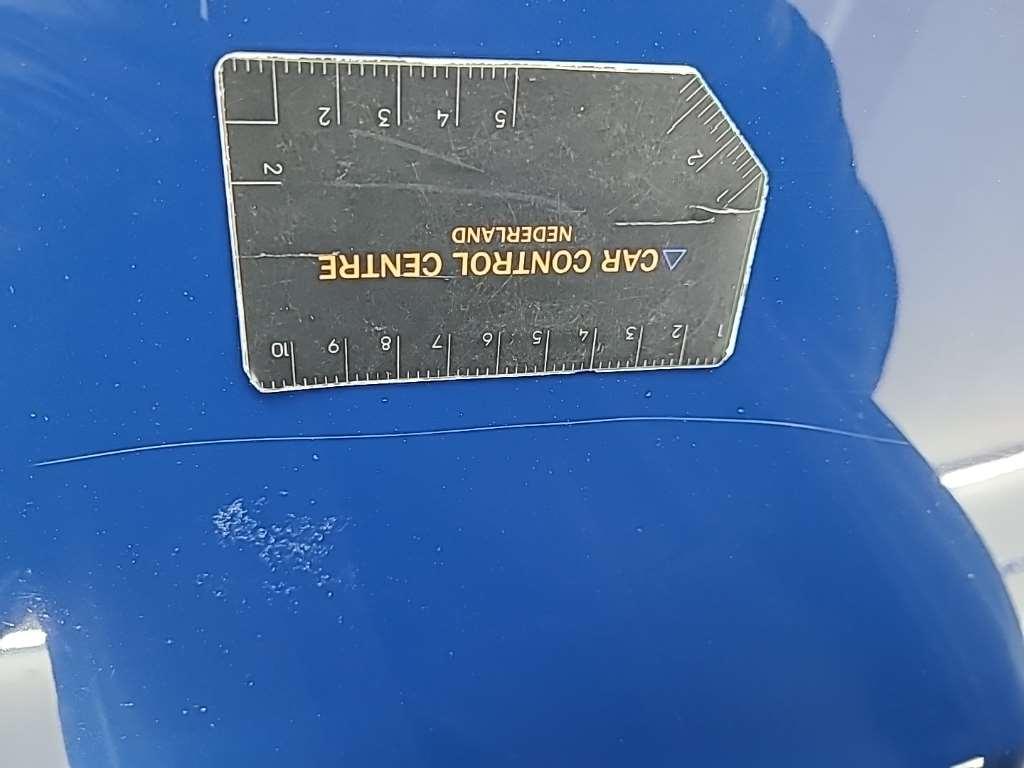 1 2 3 4 5 6 7 8 9 10
CAR CONTROL CENTRE
NEDERLAND
2
2
5 4 3 2